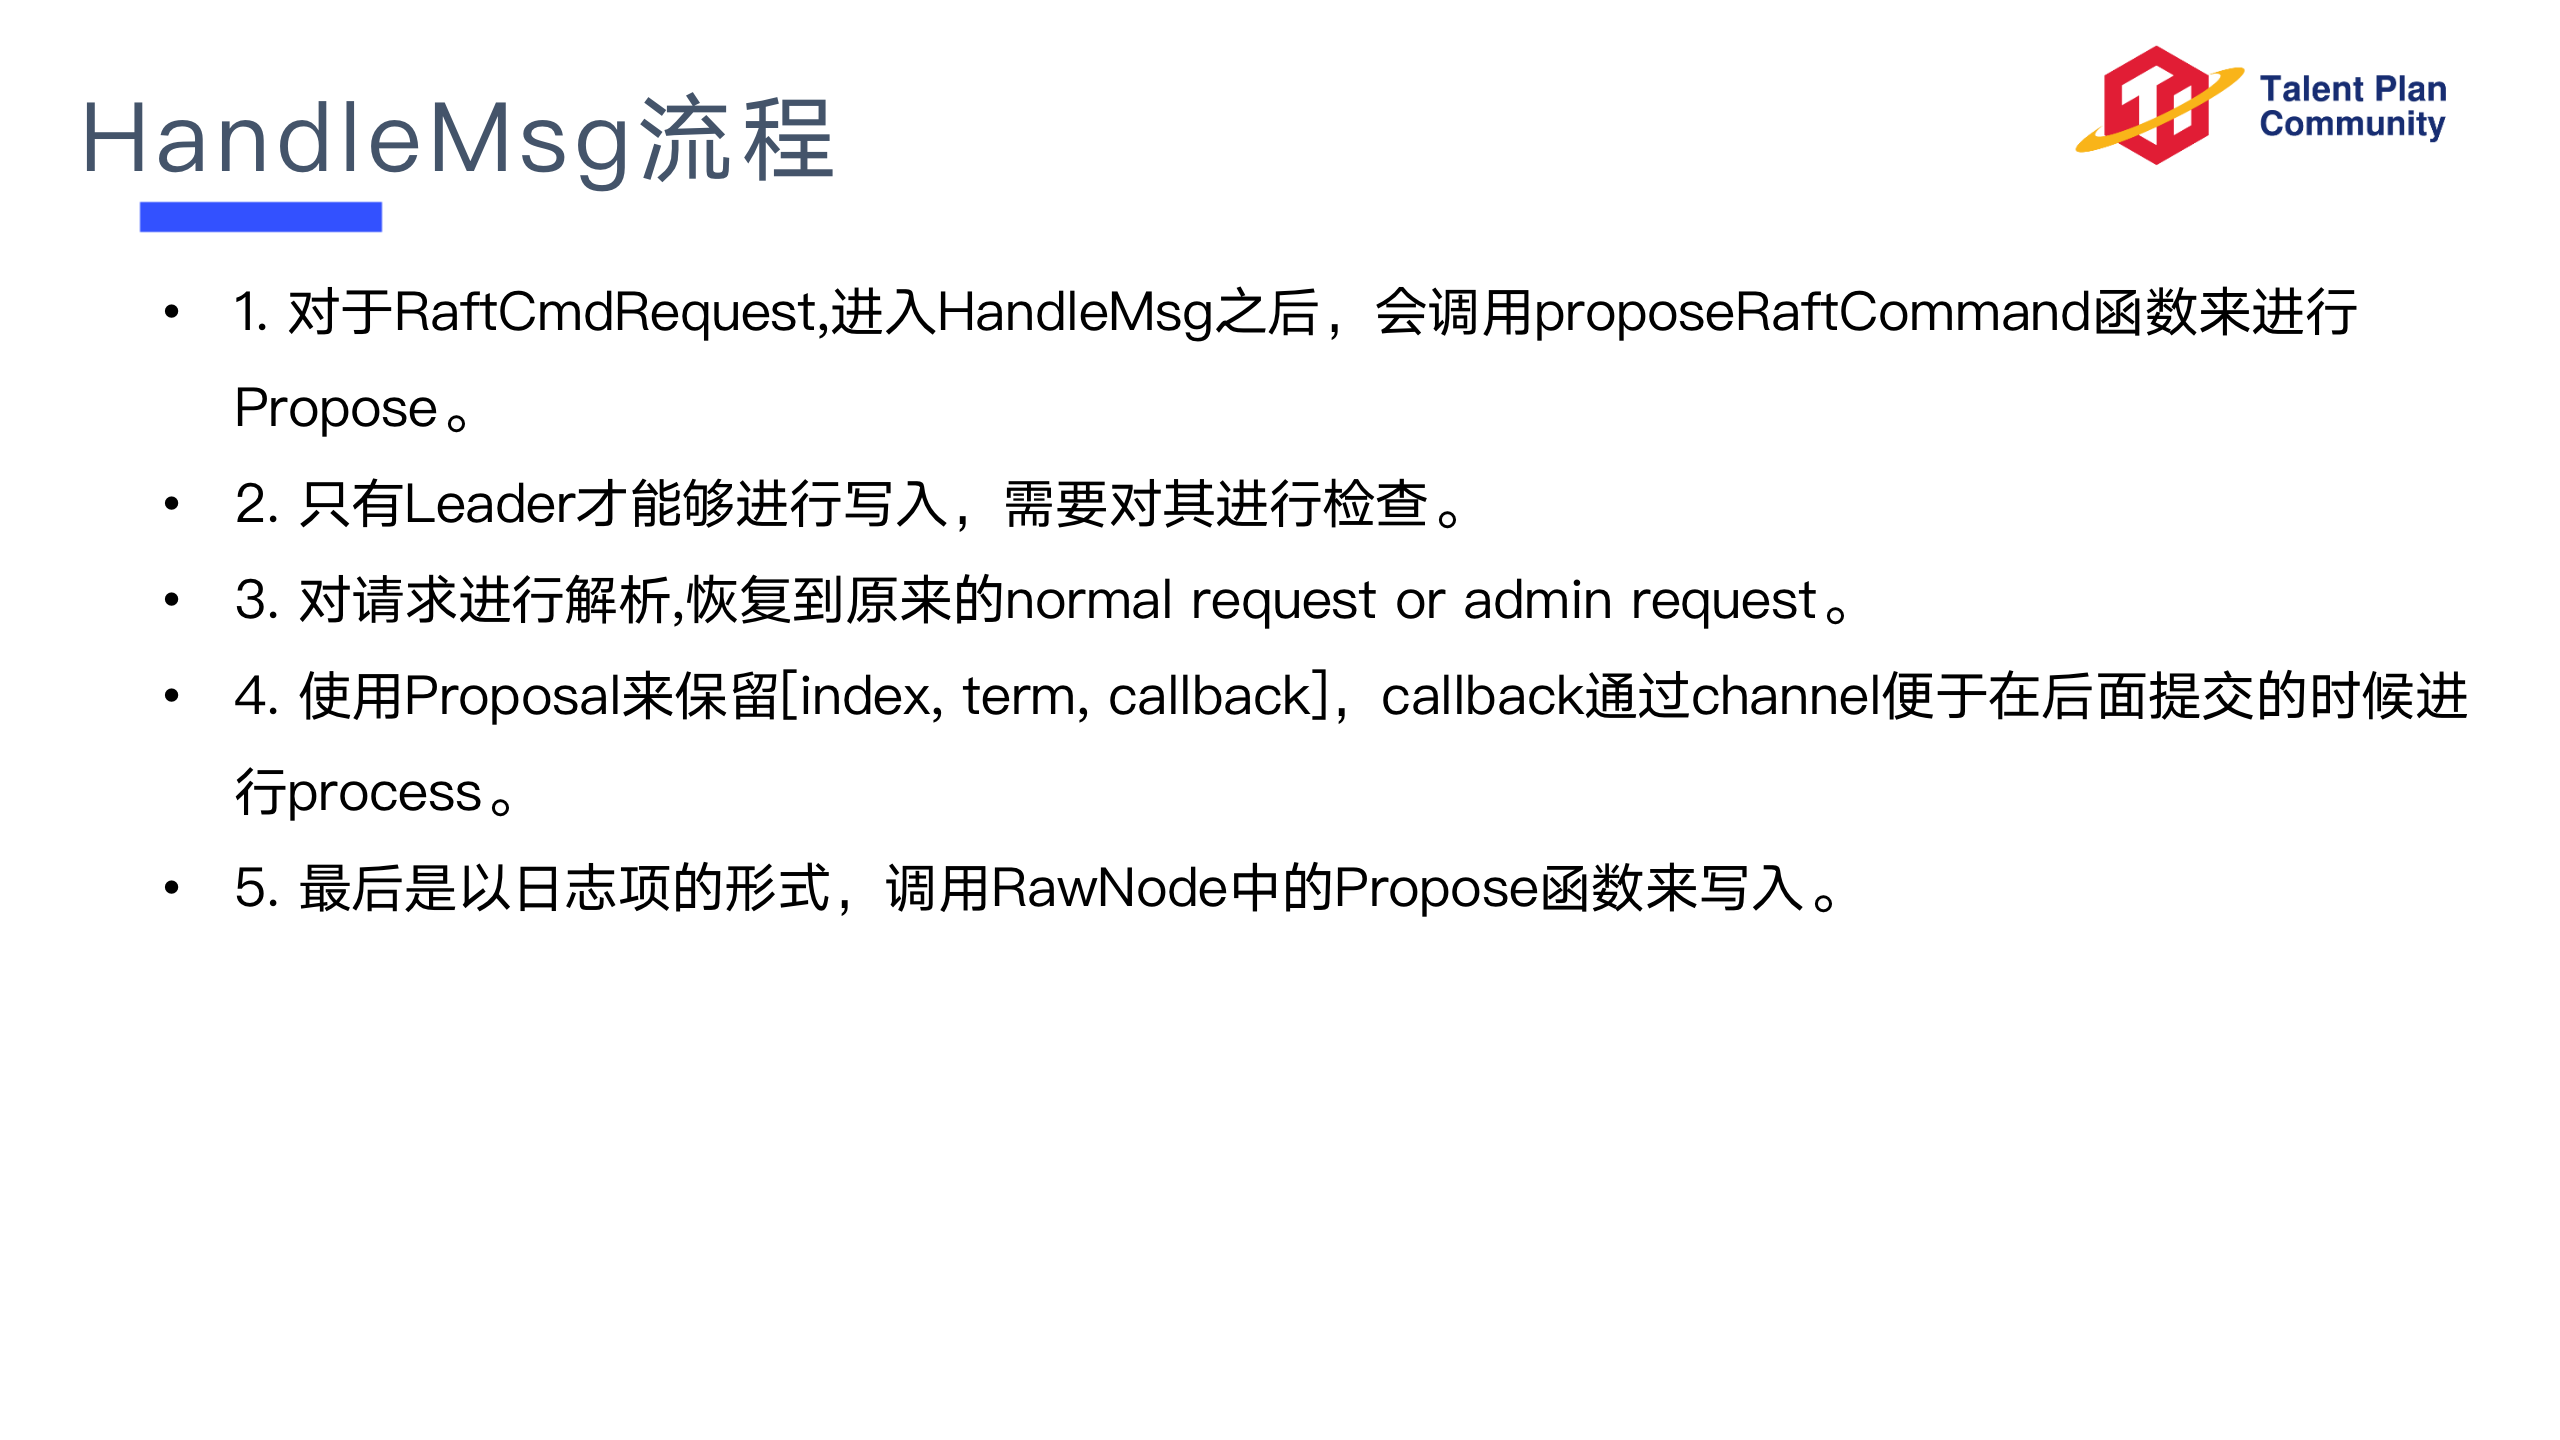 HandleMsg流程
Talent Plan
Community
• 1. 对于RaftCmdRequest,进入HandleMsg之后，会调用proposeRaftCommand函数来进行
Propose。
• 2. 只有Leader才能够进行写入，需要对其进行检查。
• 3. 对请求进行解析,恢复到原来的normal request or admin request。
• 4. 使用Proposal来保留[index, term, callback]，callback通过channel便于在后面提交的时候进
行process。
• 5. 最后是以日志项的形式，调用RawNode中的Propose函数来写入。